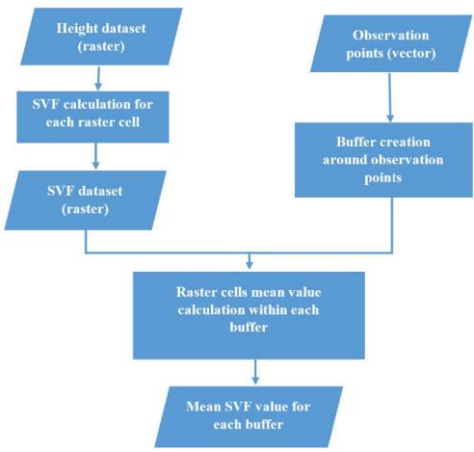 Height dataset
(raster)
SVF calculation for
each raster cell
SVF dataset
(raster)
Observation
points (vector)
Buffer creation
around observation
points
Raster cells mean value
calculation within each
buffer
Mean SVF value for
each buffer